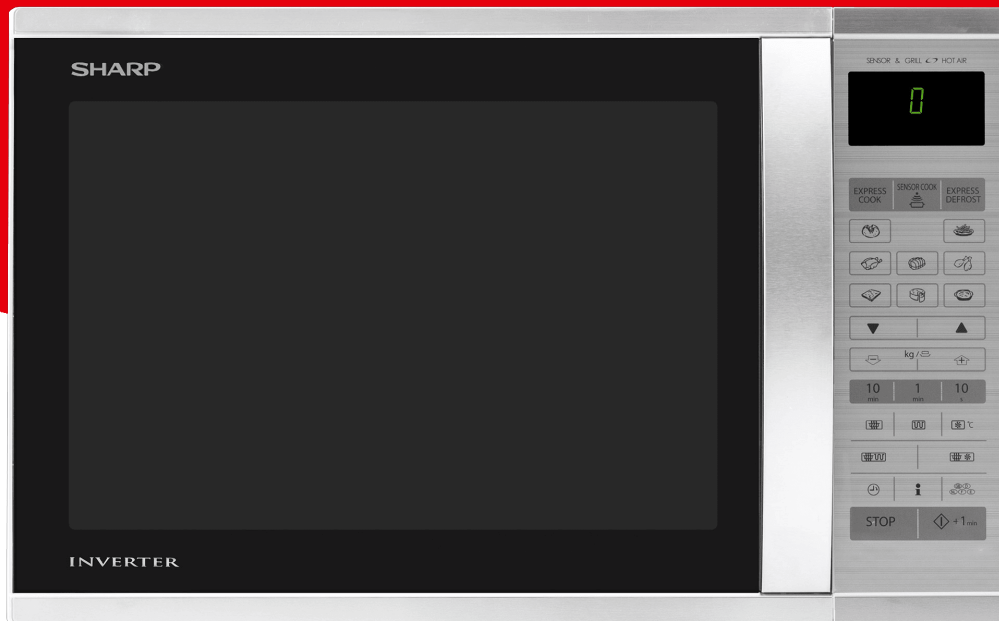 SHARP
SENSOR & GRILL HOT AIR
0
EXPRESS COOK
SENSOR COOK
EXPRESS DEFROST
kg /
10 min
1 min
10 s
°C
i
STOP
+1 min
INVERTER